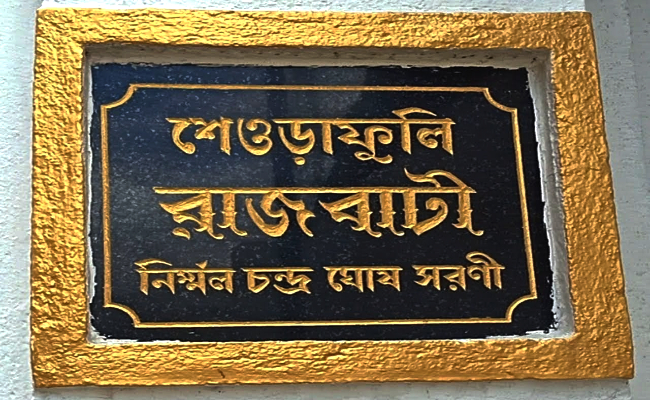 শেওড়াফুলি
রাজবাটী
নির্ম্মল চন্দ্র ঘোষ সরণী